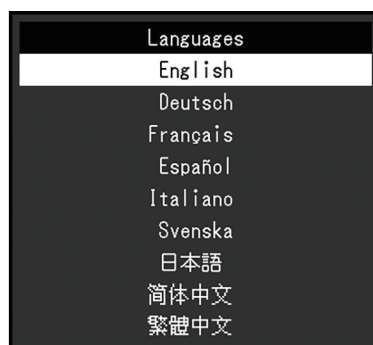 Languages
English
Deutsch
Français
Español
Italiano
Svenska
日本語
简体中文
繁體中文